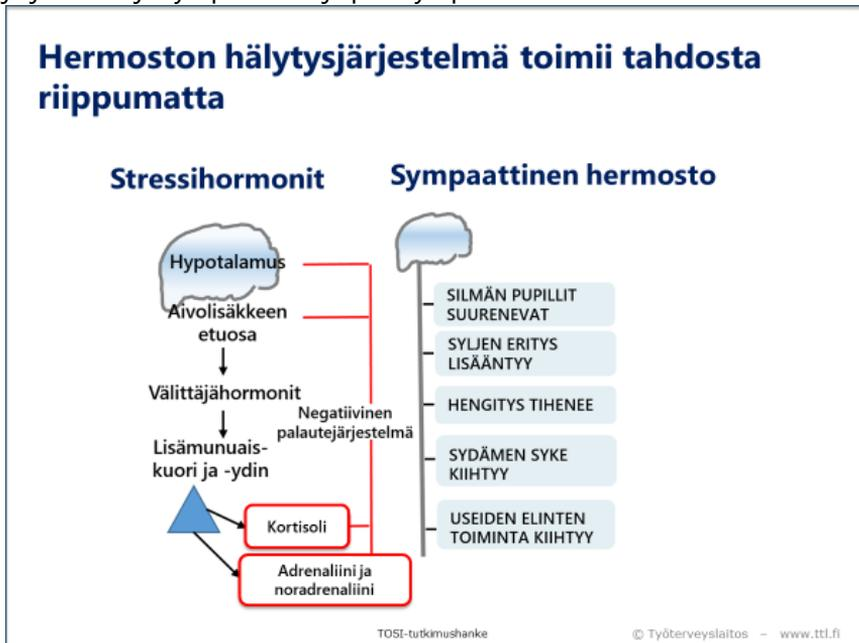 Hermoston hälytysjärjestelmä toimii tahdosta
riippumatta
Stressihormonit
Sympaattinen hermosto
Hypotalamus
Aivolisäkkeen
etuosa
Välittäjähormonit
Negatiivinen
palautejärjestelmä
Lisämunuais-
kuori ja -ydin
Kortisoli
Adrenaliini ja
noradrenaliini
SILMÄN PUPILLIT
SUURENEVAT
SYLJEN ERITYS
LISÄÄNTYY
HENGITYS TIHENEE
SYDÄMEN SYKE
KIIHTYY
USEIDEN ELINTEN
TOIMINTA KIIHTYY
TOSI-tutkimushanke
© Työterveyslaitos – www.ttl.fi